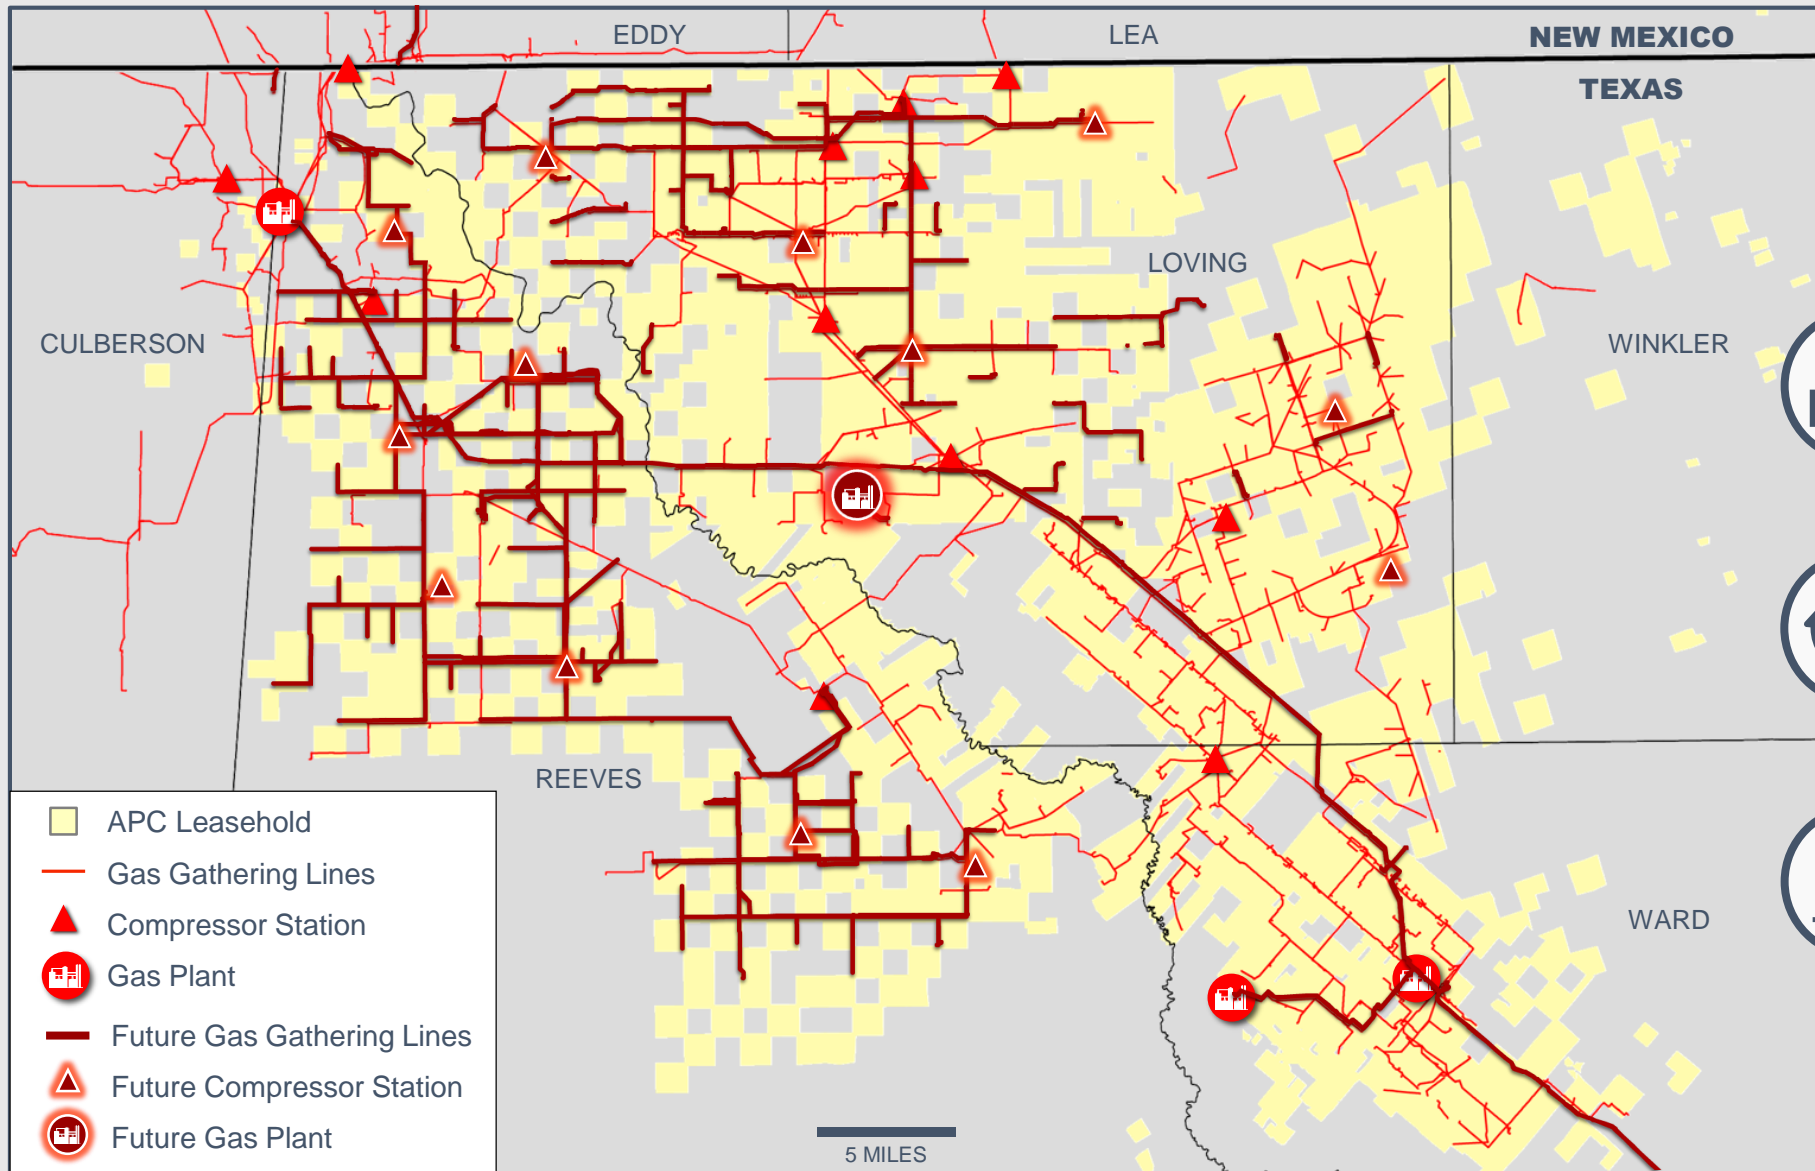 EDDY
LEA
NEW MEXICO
TEXAS
LOVING
CULBERSON
WINKLER
REEVES
WARD
APC Leasehold
Gas Gathering Lines
Compressor Station
Gas Plant
Future Gas Gathering Lines
Future Compressor Station
Future Gas Plant
5 MILES